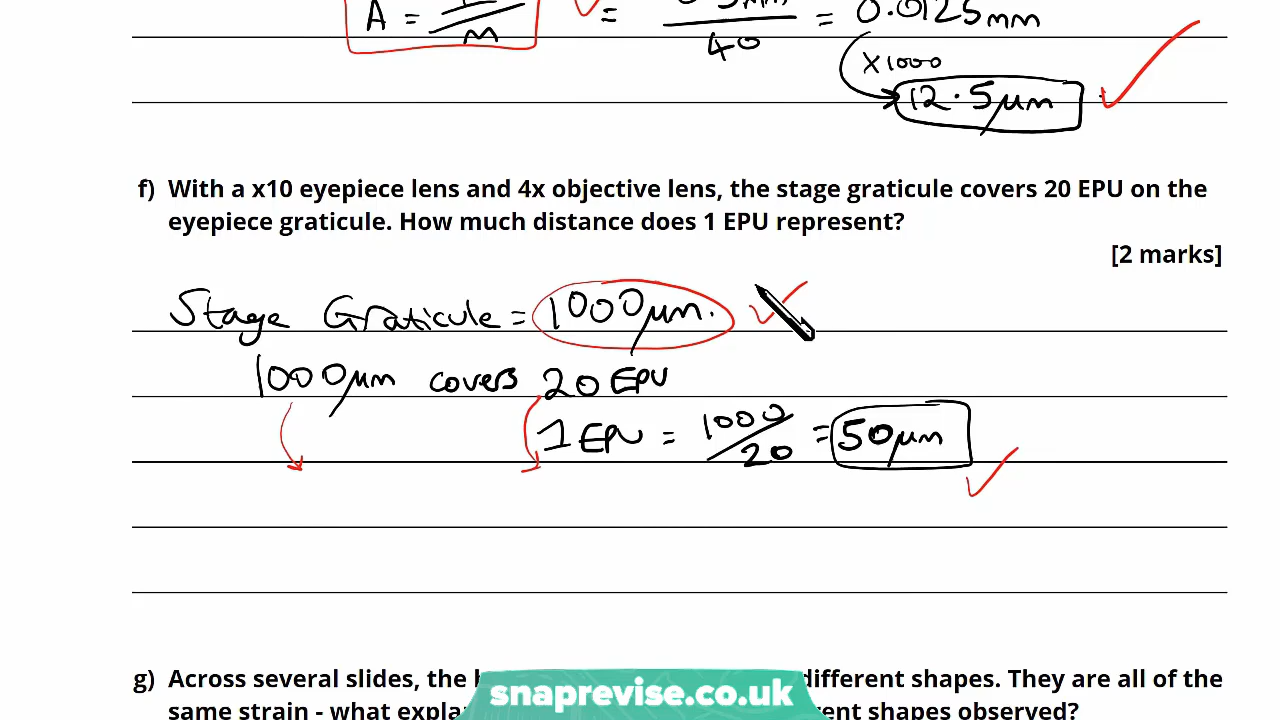 A = = = 0.0125mm
m 40
x1000
12.5µm
f) With a x10 eyepiece lens and 4x objective lens, the stage graticule covers 20 EPU on the
eyepiece graticule. How much distance does 1 EPU represent?
[2 marks]
Stage Graticule = 1000µm.
1000µm covers 20 EPU
1 EPU = 1000/20 = 50µm
g) Across several slides, the different shapes. They are all of the
same strain - what shapes observed?
snaprevise.co.uk